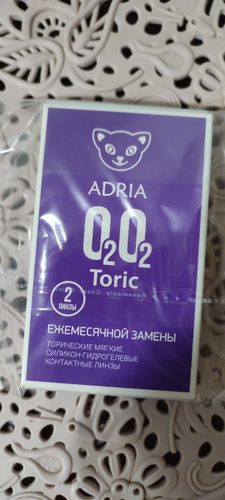 ADRIA
O₂O₂
Toric
2
ЛИНЗЫ
ЕЖЕМЕСЯЧНОЙ ЗАМЕНЫ
ТОРИЧЕСКИЕ МЯГКИЕ
СИЛИКОН-ГИДРОГЕЛЕВЫЕ
КОНТАКТНЫЕ ЛИНЗЫ